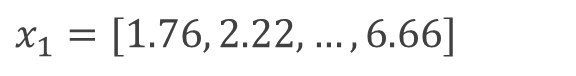 x₁ = [1.76, 2.22, … , 6.66]